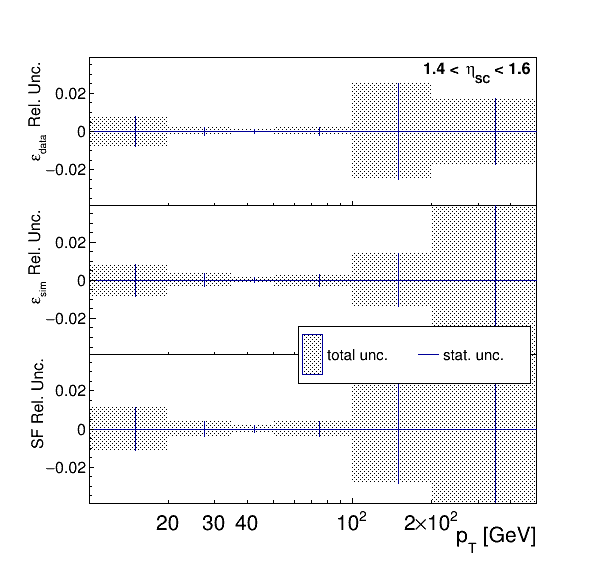 1.4 < η_SC < 1.6
ε_data Rel. Unc.
0.02
0
−0.02
ε_sim Rel. Unc.
0.02
0
−0.02
total unc.
stat. unc.
SF Rel. Unc.
0.02
0
−0.02
20 30 40 10² 2×10²
p_T [GeV]